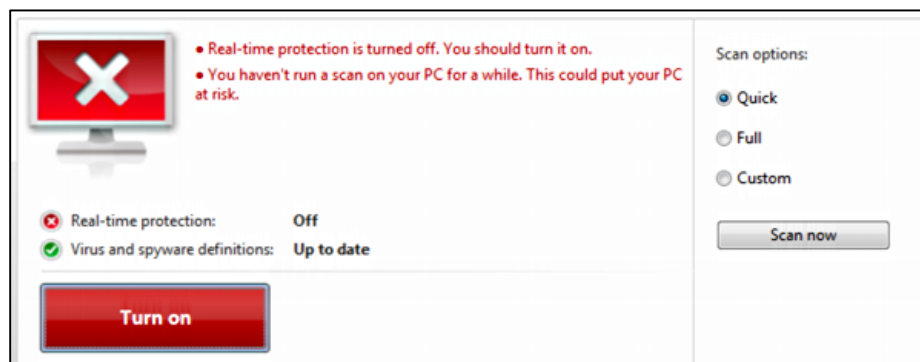 • Real-time protection is turned off. You should turn it on.
• You haven't run a scan on your PC for a while. This could put your PC
at risk.
Real-time protection: Off
Virus and spyware definitions: Up to date
Turn on
Scan options:
Quick
Full
Custom
Scan now